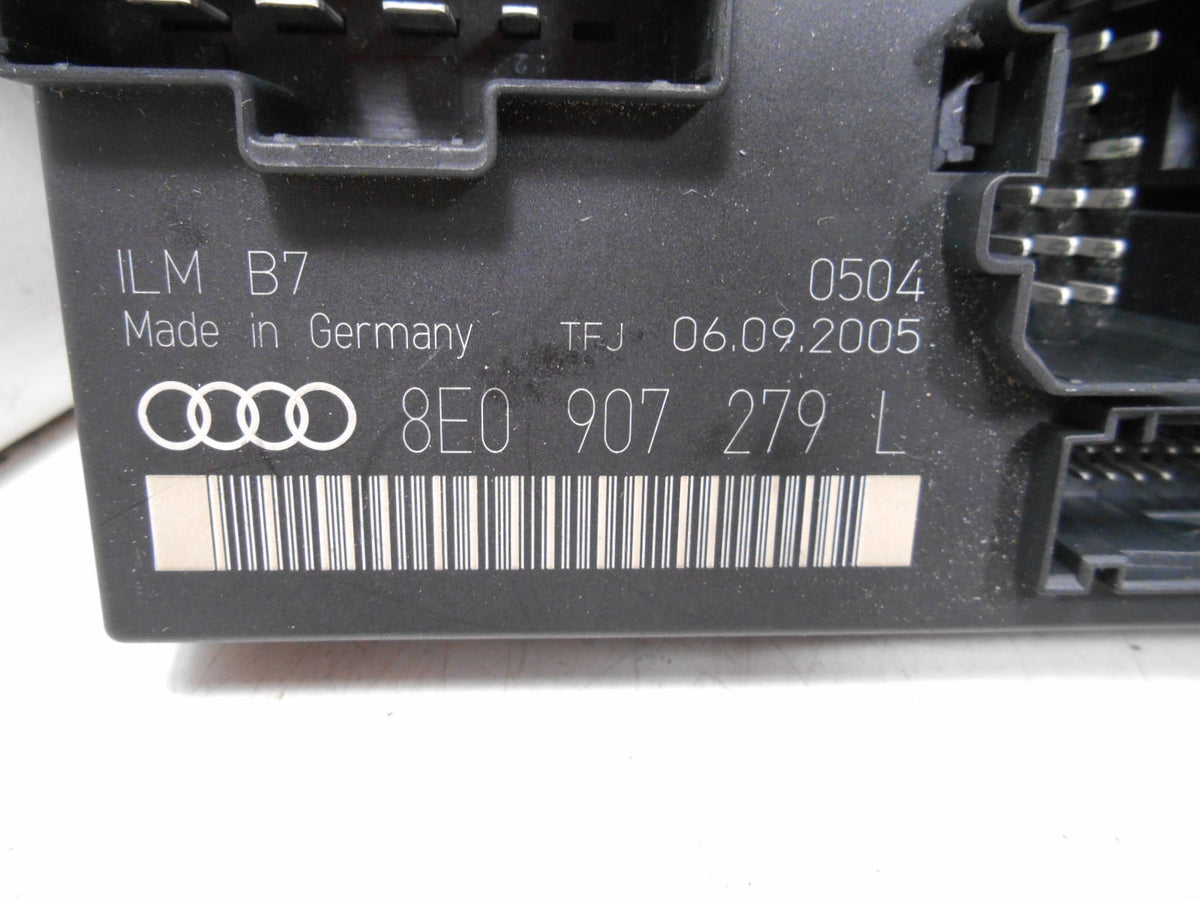 ILM B7 0504
Made in Germany TFJ 06.09.2005
8E0 907 279 L